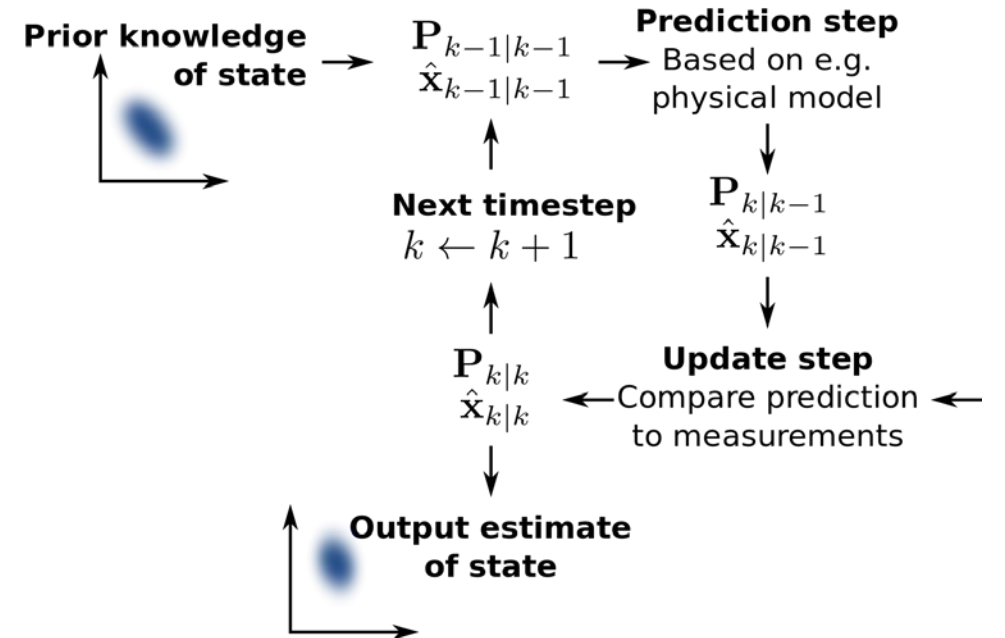 Prior knowledge
of state
P_{k−1|k−1}
x̂_{k−1|k−1}
Prediction step
Based on e.g.
physical model
P_{k|k−1}
x̂_{k|k−1}
Next timestep
k ← k + 1
Update step
Compare prediction
to measurements
P_{k|k}
x̂_{k|k}
Output estimate
of state